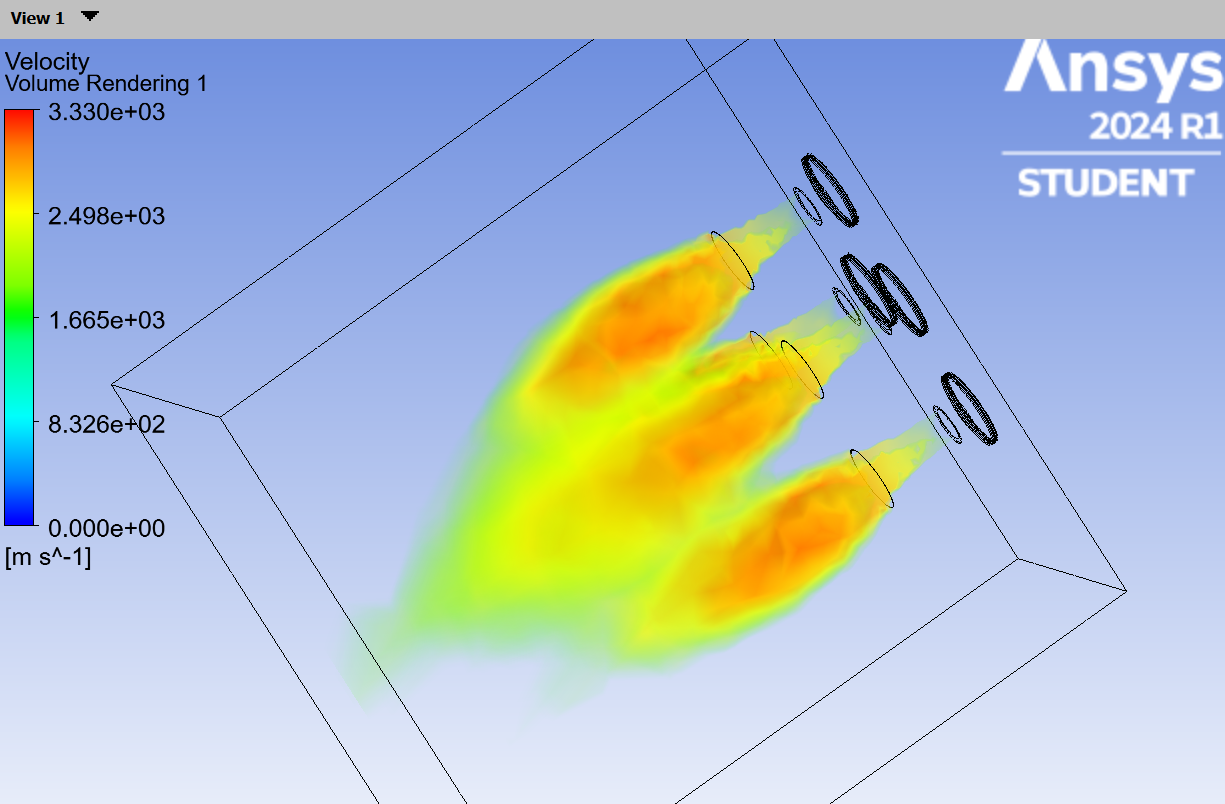 View 1
Velocity
Volume Rendering 1
3.330e+03
2.498e+03
1.665e+03
8.326e+02
0.000e+00
[m s^-1]
Ansys
2024 R1
STUDENT